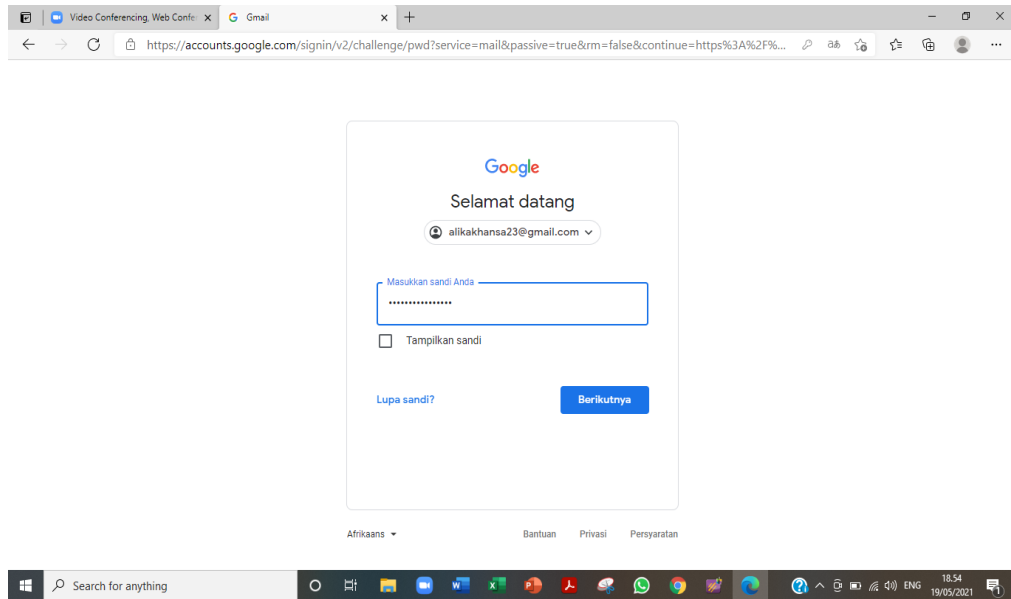 Video Conferencing, Web Confe
Gmail
https://accounts.google.com/signin/v2/challenge/pwd?service=mail&passive=true&rm=false&continue=https%3A%2F%...
Google
Selamat datang
alikakhansa23@gmail.com
Masukkan sandi Anda
••••••••••••••••
Tampilkan sandi
Lupa sandi?
Berikutnya
Afrikaans
Bantuan Privasi Persyaratan
Search for anything
ENG
18.54
19/05/2021